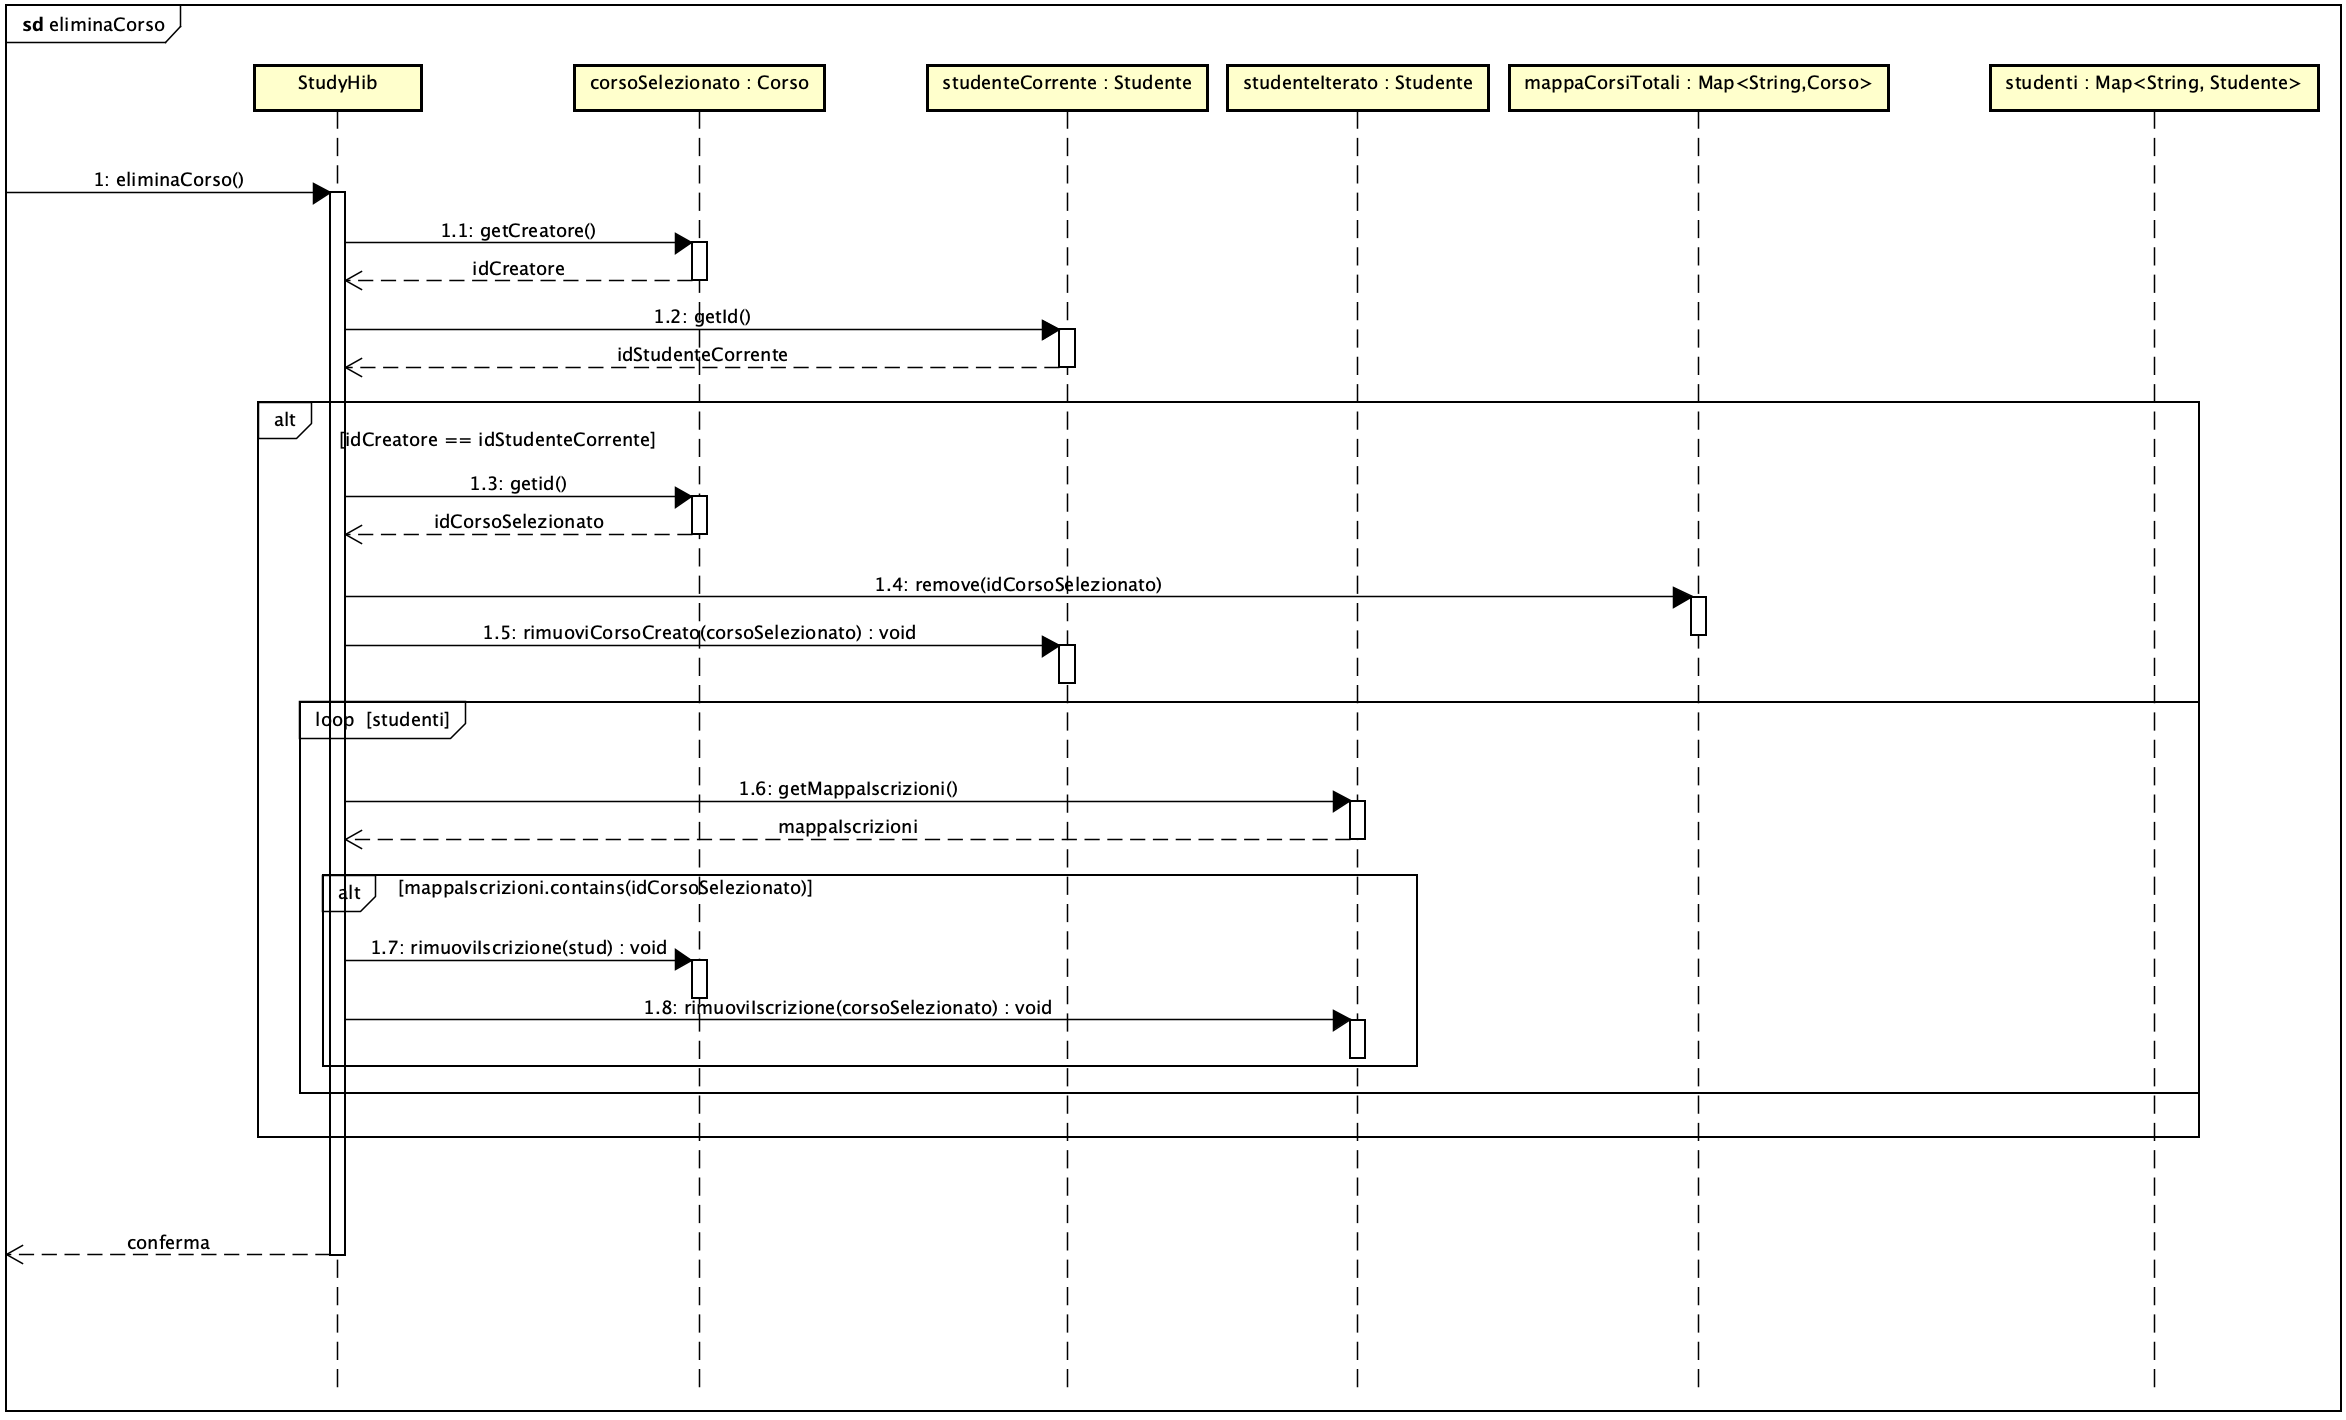 sd eliminaCorso
StudyHib
corsoSelezionato : Corso
studenteCorrente : Studente
studenteIterato : Studente
mappaCorsiTotali : Map<String,Corso>
studenti : Map<String, Studente>
1: eliminaCorso()
1.1: getCreatore()
idCreatore
1.2: getId()
idStudenteCorrente
alt
[idCreatore == idStudenteCorrente]
1.3: getid()
idCorsoSelezionato
1.4: remove(idCorsoSelezionato)
1.5: rimuoviCorsoCreato(corsoSelezionato) : void
loop [studenti]
1.6: getMappaIscrizioni()
mappaIscrizioni
alt
[mappaIscrizioni.contains(idCorsoSelezionato)]
1.7: rimuoviIscrizione(stud) : void
1.8: rimuoviIscrizione(corsoSelezionato) : void
conferma